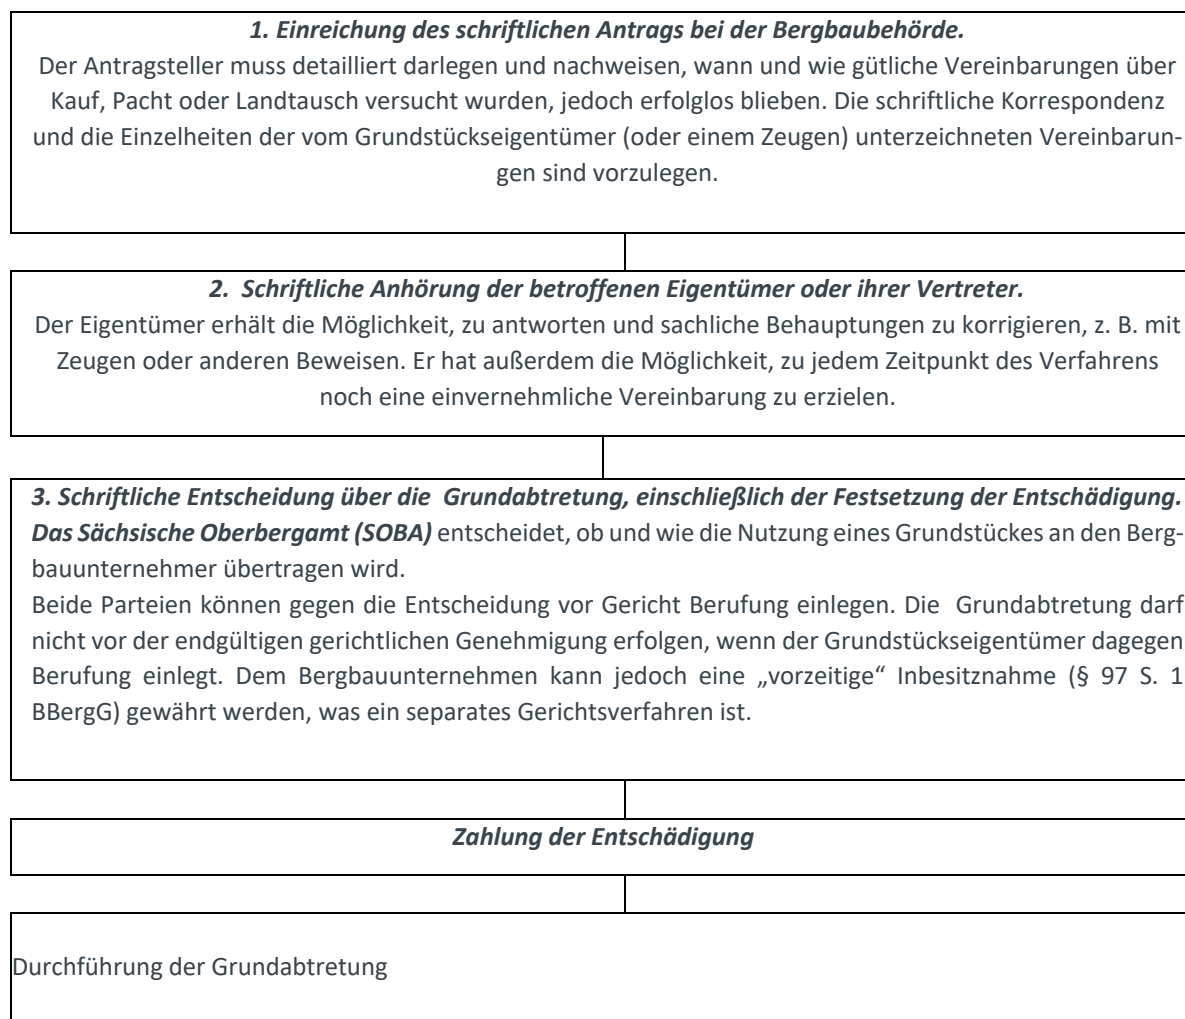 1. Einreichung des schriftlichen Antrags bei der Bergbaubehörde.
Der Antragsteller muss detailliert darlegen und nachweisen, wann und wie gütliche Vereinbarungen über
Kauf, Pacht oder Landtausch versucht wurden, jedoch erfolglos blieben. Die schriftliche Korrespondenz
und die Einzelheiten der vom Grundstückseigentümer (oder einem Zeugen) unterzeichneten Vereinbarun-
gen sind vorzulegen.
2. Schriftliche Anhörung der betroffenen Eigentümer oder ihrer Vertreter.
Der Eigentümer erhält die Möglichkeit, zu antworten und sachliche Behauptungen zu korrigieren, z. B. mit
Zeugen oder anderen Beweisen. Er hat außerdem die Möglichkeit, zu jedem Zeitpunkt des Verfahrens
noch eine einvernehmliche Vereinbarung zu erzielen.
3. Schriftliche Entscheidung über die Grundabtretung, einschließlich der Festsetzung der Entschädigung.
Das Sächsische Oberbergamt (SOBA) entscheidet, ob und wie die Nutzung eines Grundstückes an den Berg-
bauunternehmer übertragen wird.
Beide Parteien können gegen die Entscheidung vor Gericht Berufung einlegen. Die Grundabtretung darf
nicht vor der endgültigen gerichtlichen Genehmigung erfolgen, wenn der Grundstückseigentümer dagegen
Berufung einlegt. Dem Bergbauunternehmen kann jedoch eine „vorzeitige“ Inbesitznahme (§ 97 S. 1
BBergG) gewährt werden, was ein separates Gerichtsverfahren ist.
Zahlung der Entschädigung
Durchführung der Grundabtretung